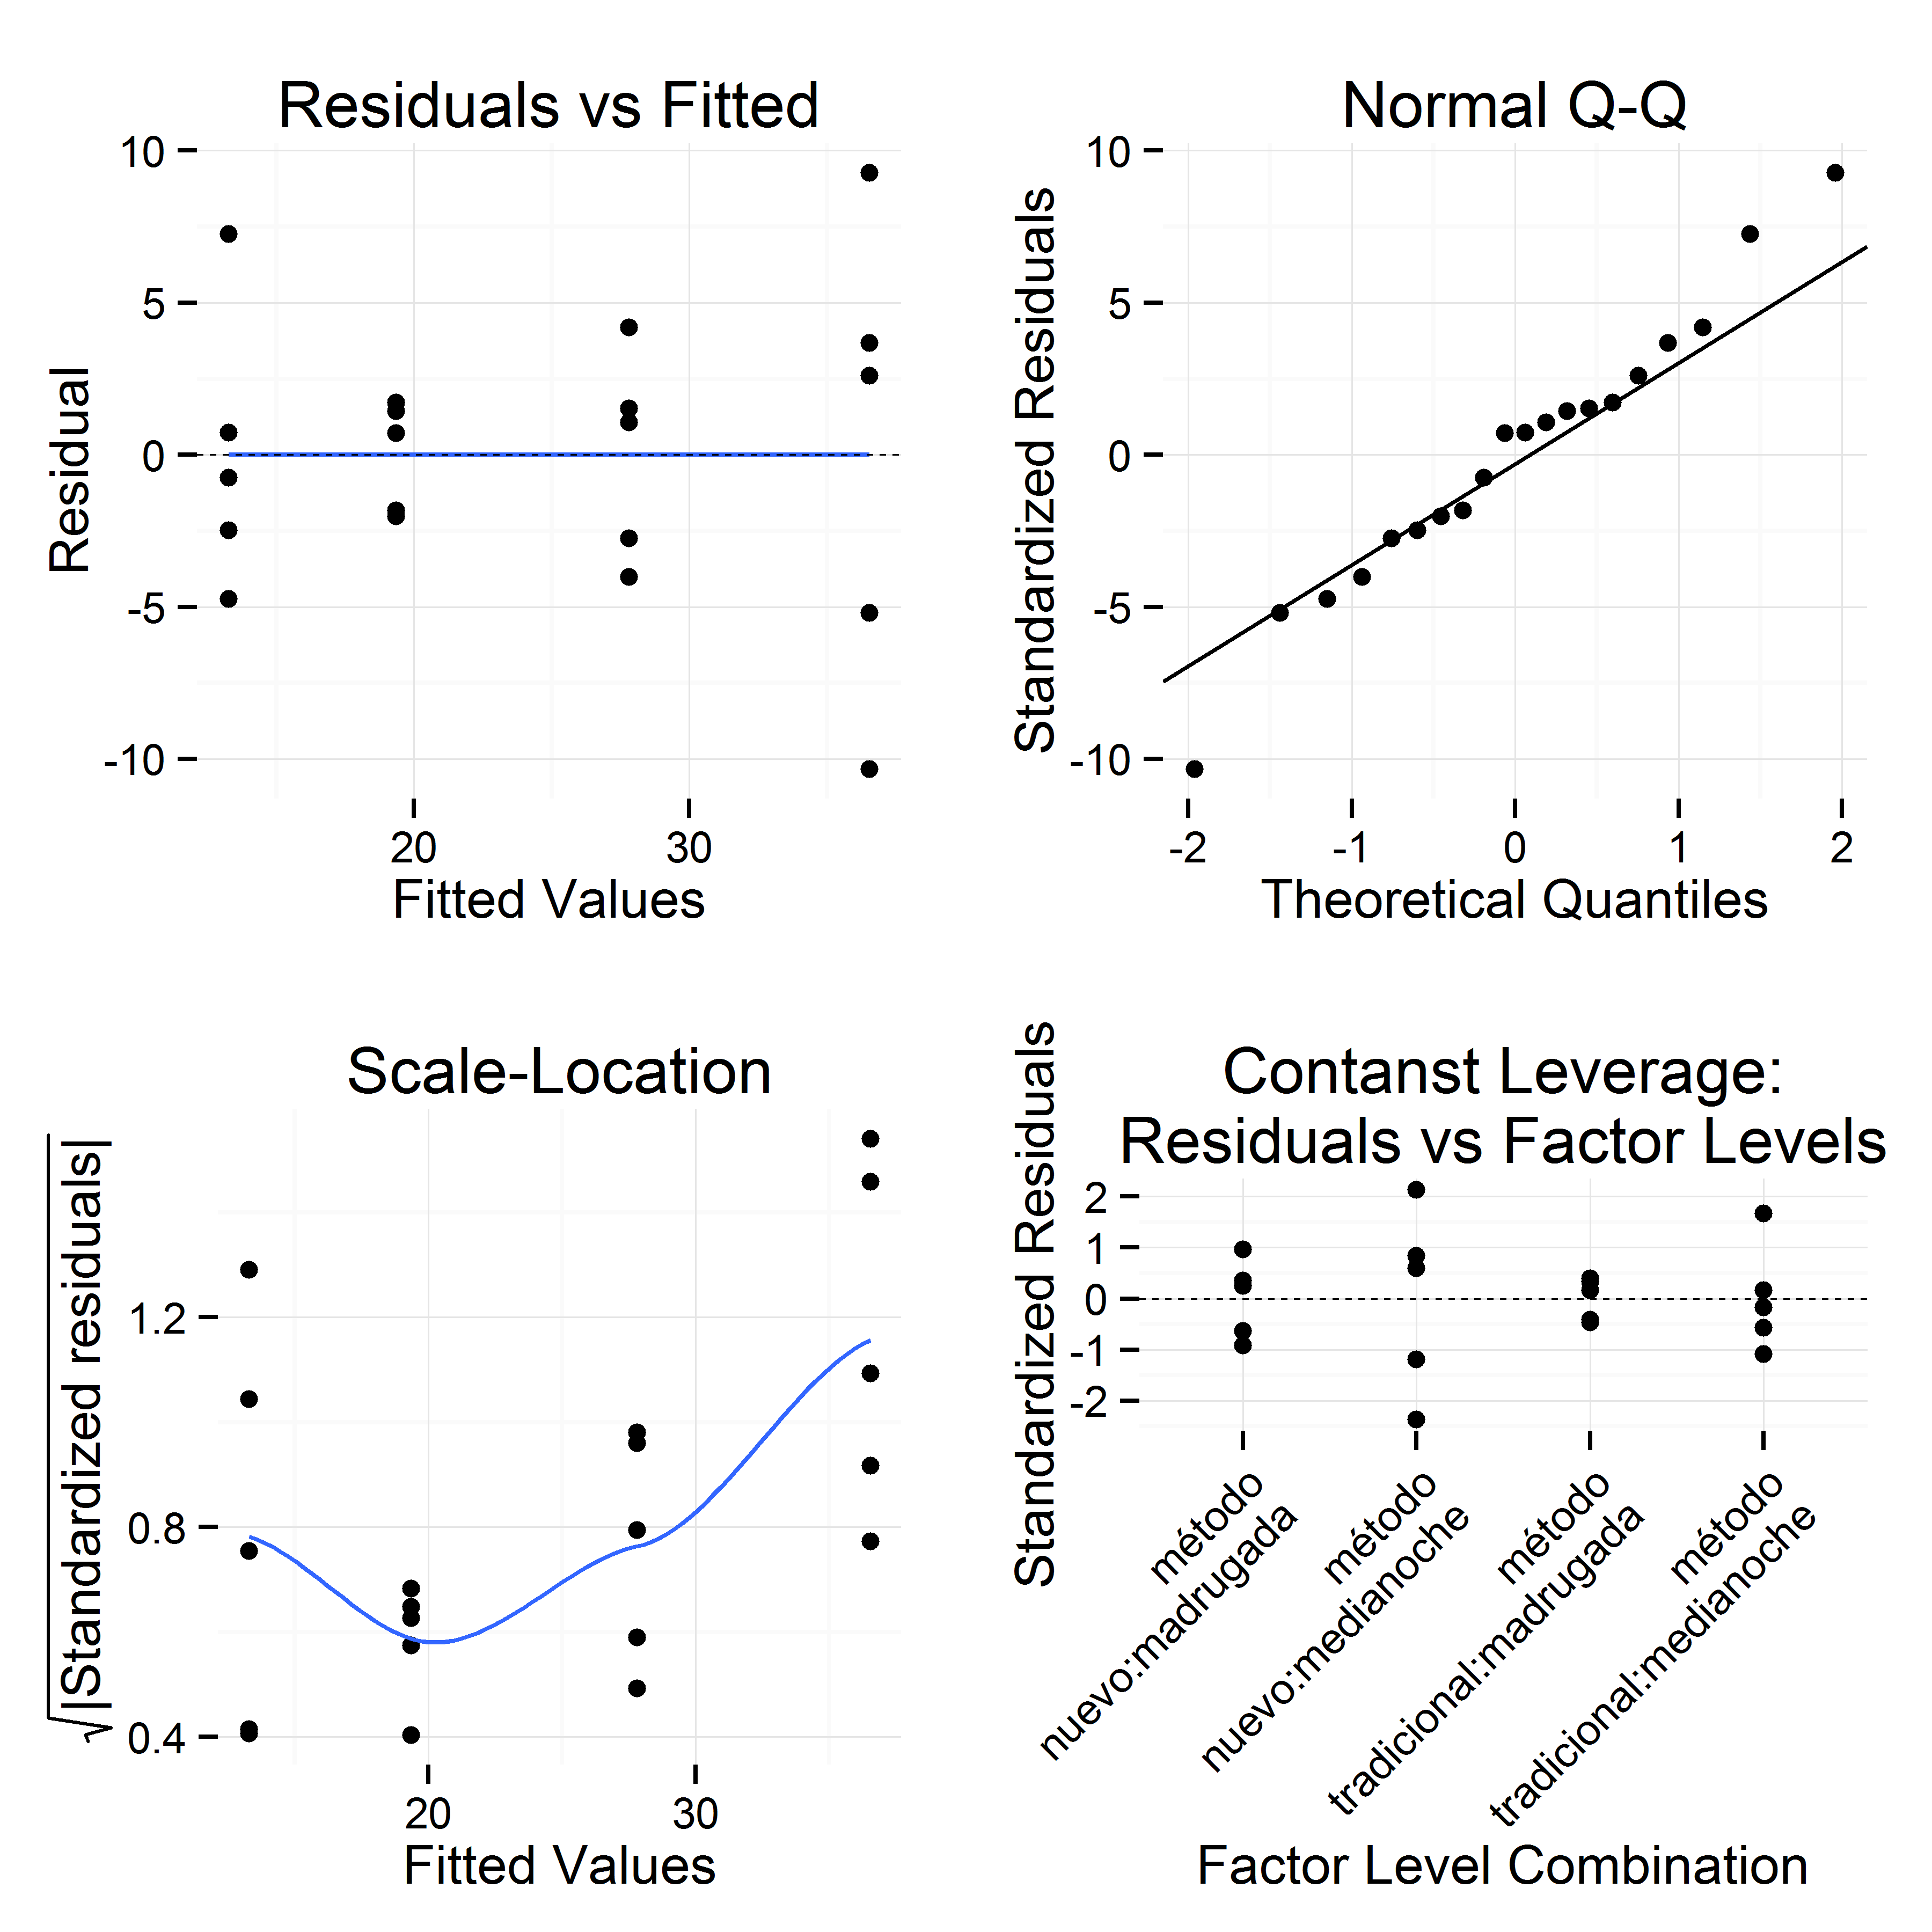 Residuals vs Fitted
10
5
0
-5
-10
Residual
20 30
Fitted Values
Normal Q-Q
10
5
0
-5
-10
Standardized Residuals
-2 -1 0 1 2
Theoretical Quantiles
Scale-Location
1.2
0.8
0.4
√|Standardized residuals|
20 30
Fitted Values
Contanst Leverage:
Residuals vs Factor Levels
2
1
0
-1
-2
Standardized Residuals
método
nuevo:madrugada
método
nuevo:medianoche
método
tradicional:madrugada
método
tradicional:medianoche
Factor Level Combination